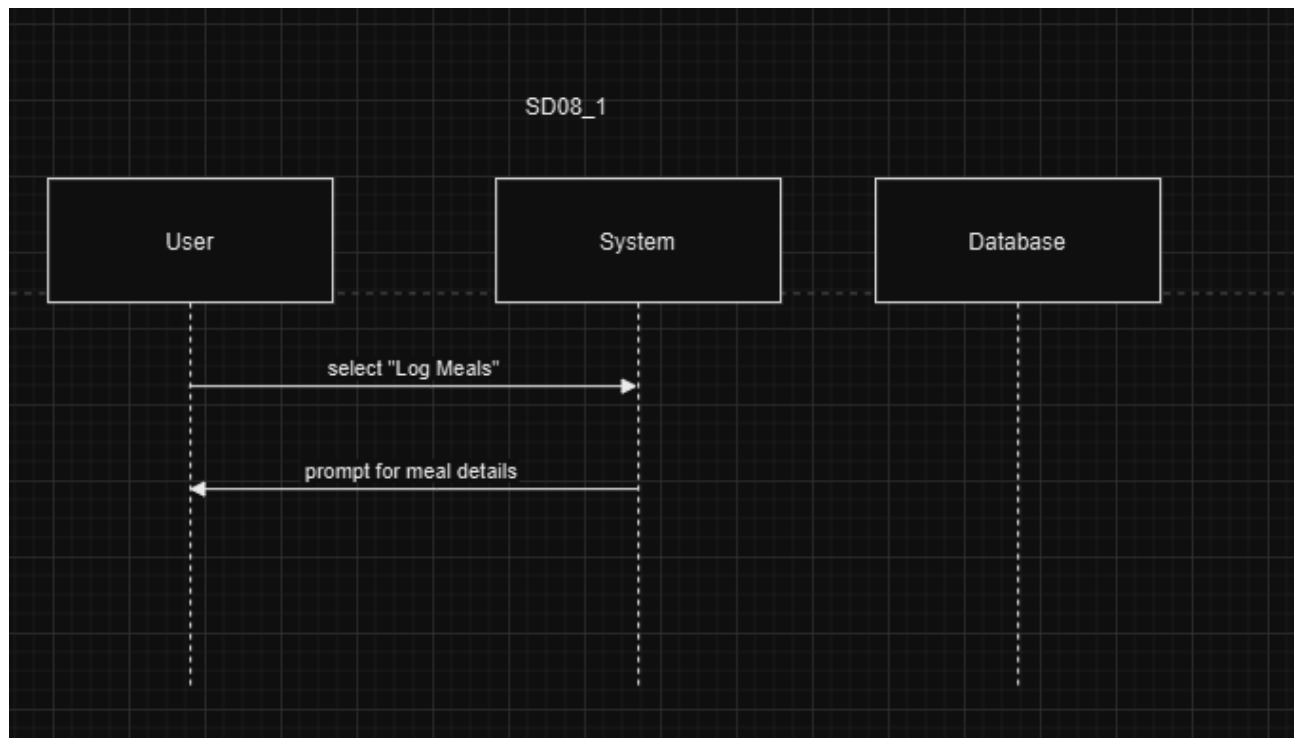 SD08_1
User
System
Database
select "Log Meals"
prompt for meal details